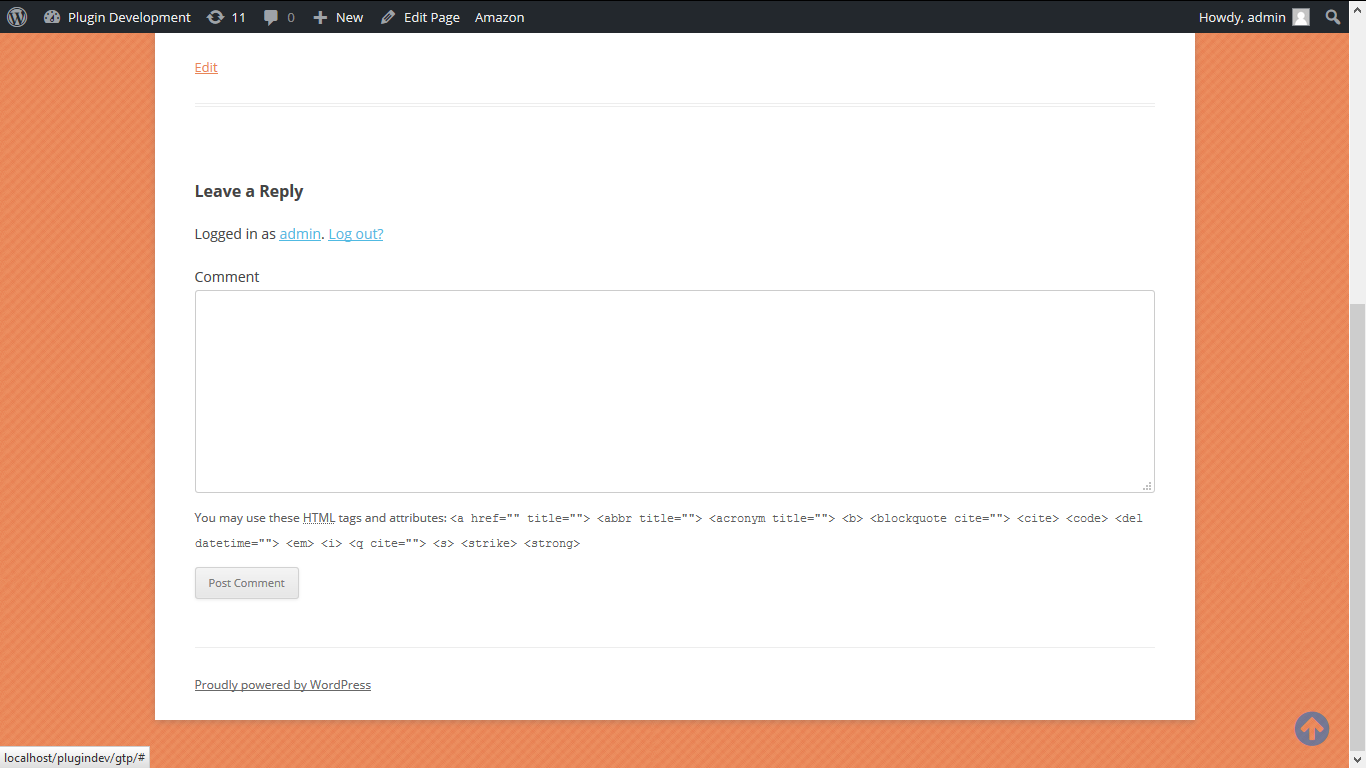 Plugin Development 11 0 New Edit Page Amazon Howdy, admin
Edit
Leave a Reply
Logged in as admin. Log out?
Comment
You may use these HTML tags and attributes: <a href="" title=""> <abbr title=""> <acronym title=""> <b> <blockquote cite=""> <cite> <code> <del
datetime=""> <em> <i> <q cite=""> <s> <strike> <strong>
Post Comment
Proudly powered by WordPress
localhost/plugindev/gtp/#